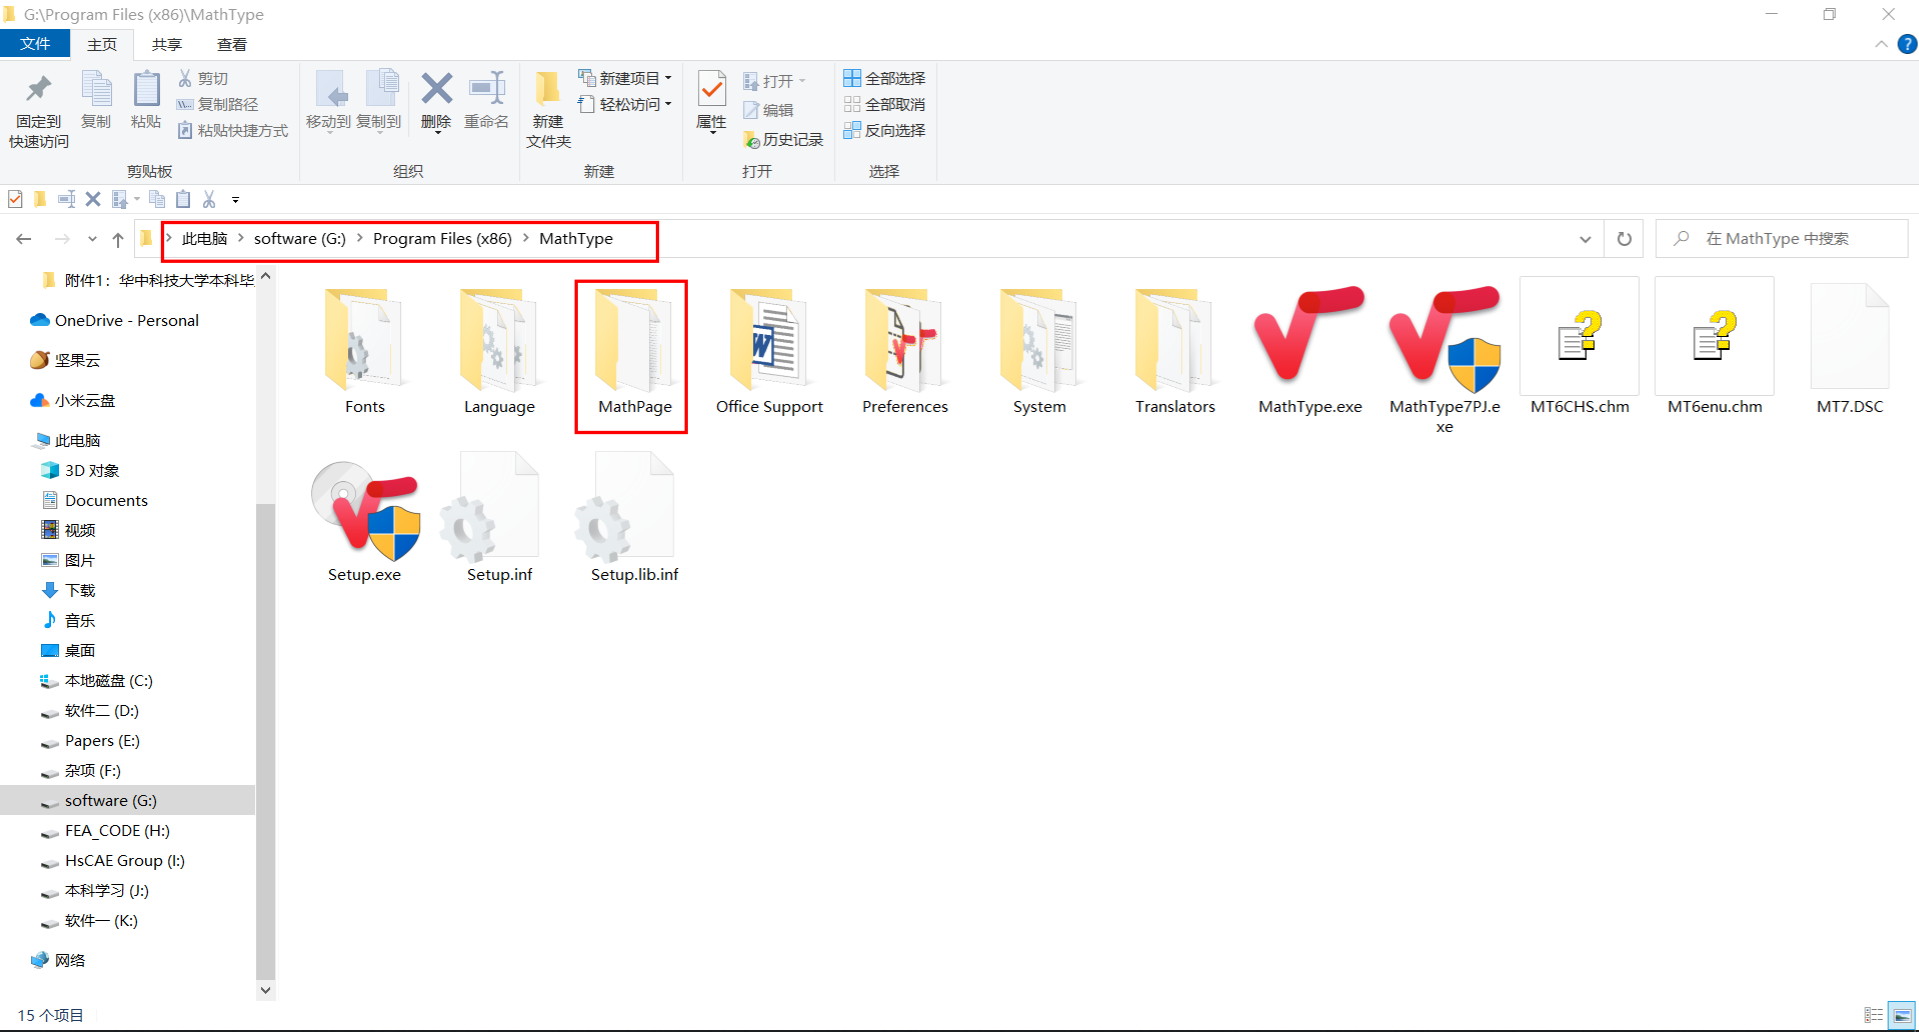 G:\Program Files (x86)\MathType
文件 主页 共享 查看
固定到
快速访问
复制
粘贴
剪切
复制路径
粘贴快捷方式
剪贴板
移动到
复制到
删除
重命名
组织
新建
文件夹
新建项目
轻松访问
新建
属性
打开
编辑
历史记录
打开
全部选择
全部取消
反向选择
选择
此电脑 software (G:) Program Files (x86) MathType
在 MathType 中搜索
附件1：华中科技大学本科毕
OneDrive - Personal
坚果云
小米云盘
此电脑
3D 对象
Documents
视频
图片
下载
音乐
桌面
本地磁盘 (C:)
软件二 (D:)
Papers (E:)
杂项 (F:)
software (G:)
FEA_CODE (H:)
HsCAE Group (I:)
本科学习 (J:)
软件一 (K:)
网络
Fonts
Language
MathPage
Office Support
Preferences
System
Translators
MathType.exe
MathType7PJ.e
xe
MT6CHS.chm
MT6enu.chm
MT7.DSC
Setup.exe
Setup.inf
Setup.lib.inf
15 个项目